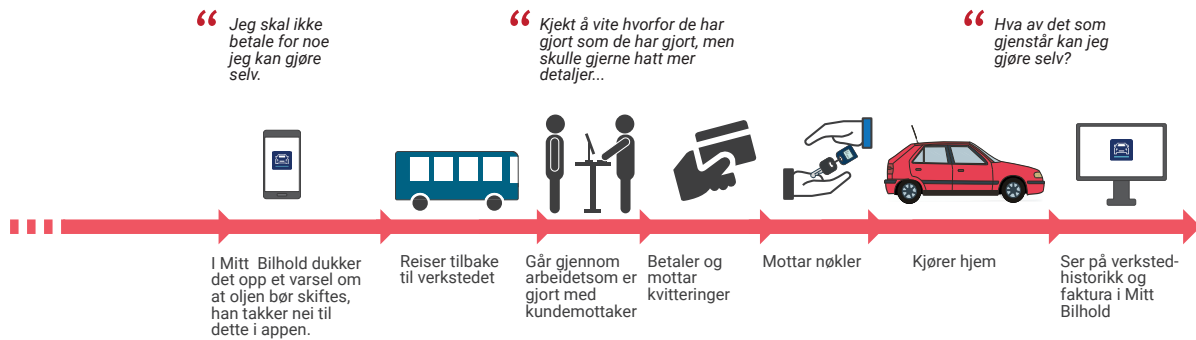 “ Jeg skal ikke
betale for noe
jeg kan gjøre
selv.
“ Kjekt å vite hvorfor de har
gjort som de har gjort, men
skulle gjerne hatt mer
detaljer...
“ Hva av det som
gjenstår kan jeg
gjøre selv?
I Mitt Bilhold dukker
det opp et varsel om
at oljen bør skiftes,
han takker nei til
dette i appen.
Reiser tilbake
til verkstedet
Går gjennom
arbeidetsom er
gjort med
kundemottaker
Betaler og
mottar
kvitteringer
Mottar nøkler
Kjører hjem
Ser på verksted-
historikk og
faktura i Mitt
Bilhold